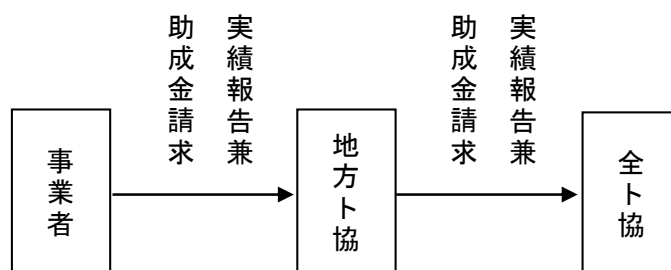 事業者
実績報告兼
助成金請求
地方ト協
実績報告兼
助成金請求
全ト協